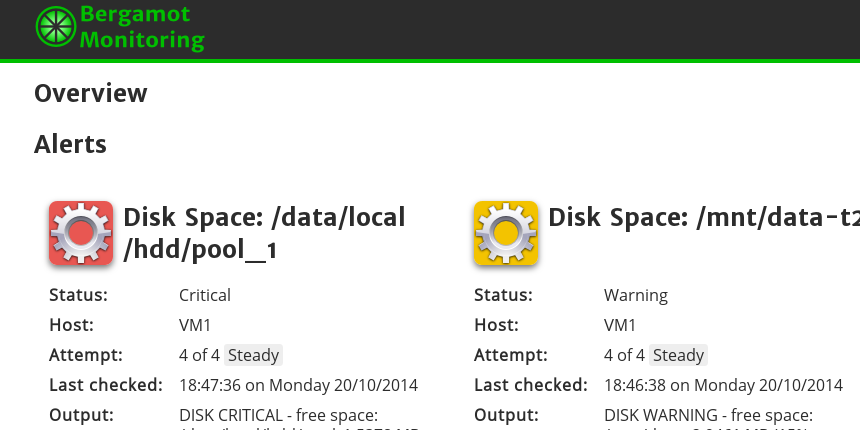 Bergamot
Monitoring
Overview
Alerts
Disk Space: /data/local
/hdd/pool_1
Status: Critical
Host: VM1
Attempt: 4 of 4 Steady
Last checked: 18:47:36 on Monday 20/10/2014
Output: DISK CRITICAL - free space:
Disk Space: /mnt/data-t2
Status: Warning
Host: VM1
Attempt: 4 of 4 Steady
Last checked: 18:46:38 on Monday 20/10/2014
Output: DISK WARNING - free space: